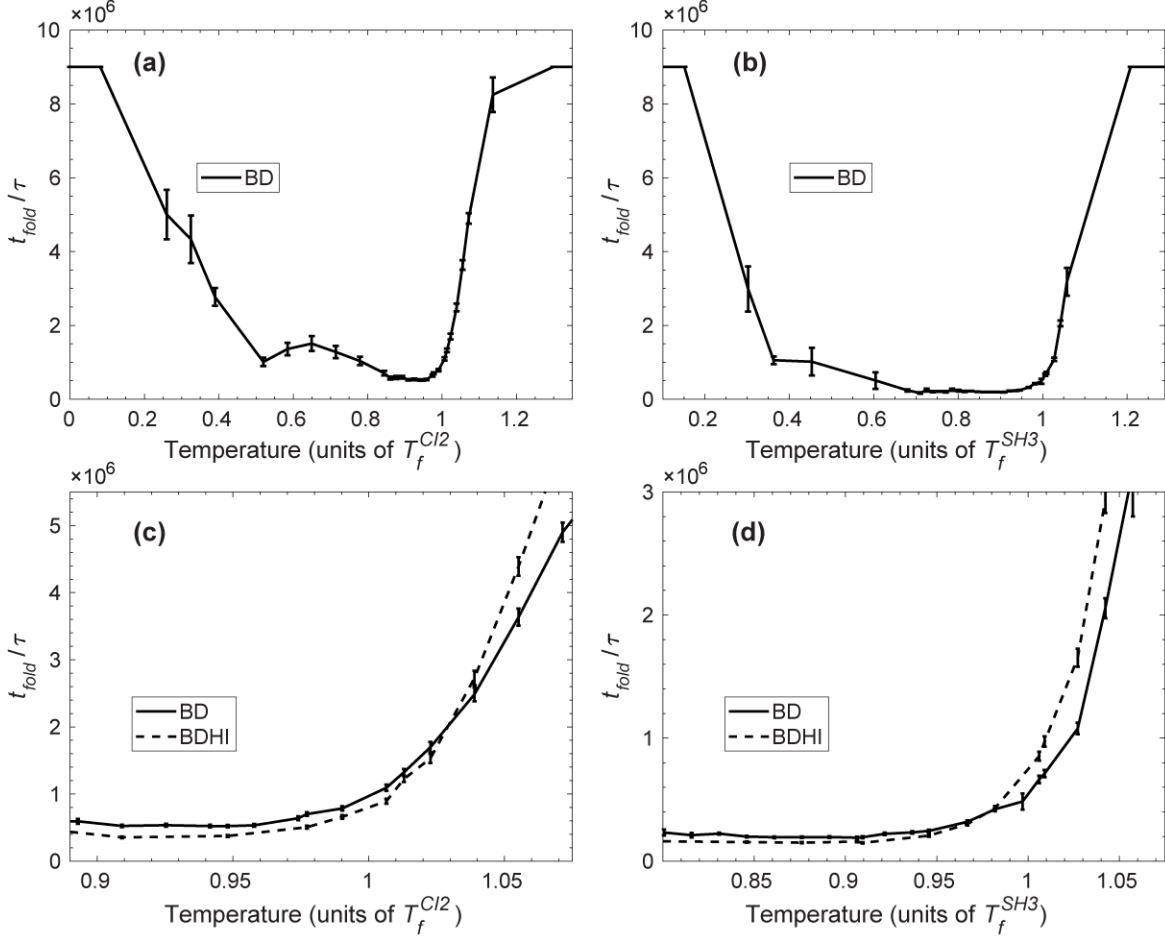 ×10⁶
10
8
6
4
2
0
t_fold / τ
(a)
BD
0 0.2 0.4 0.6 0.8 1 1.2
Temperature (units of T_f^{CI2})
×10⁶
10
8
6
4
2
0
t_fold / τ
(b)
BD
0.2 0.4 0.6 0.8 1 1.2
Temperature (units of T_f^{SH3})
×10⁶
5
4
3
2
1
0
t_fold / τ
(c)
BD
BDHI
0.9 0.95 1 1.05
Temperature (units of T_f^{CI2})
×10⁶
3
2
1
0
t_fold / τ
(d)
BD
BDHI
0.85 0.9 0.95 1 1.05
Temperature (units of T_f^{SH3})